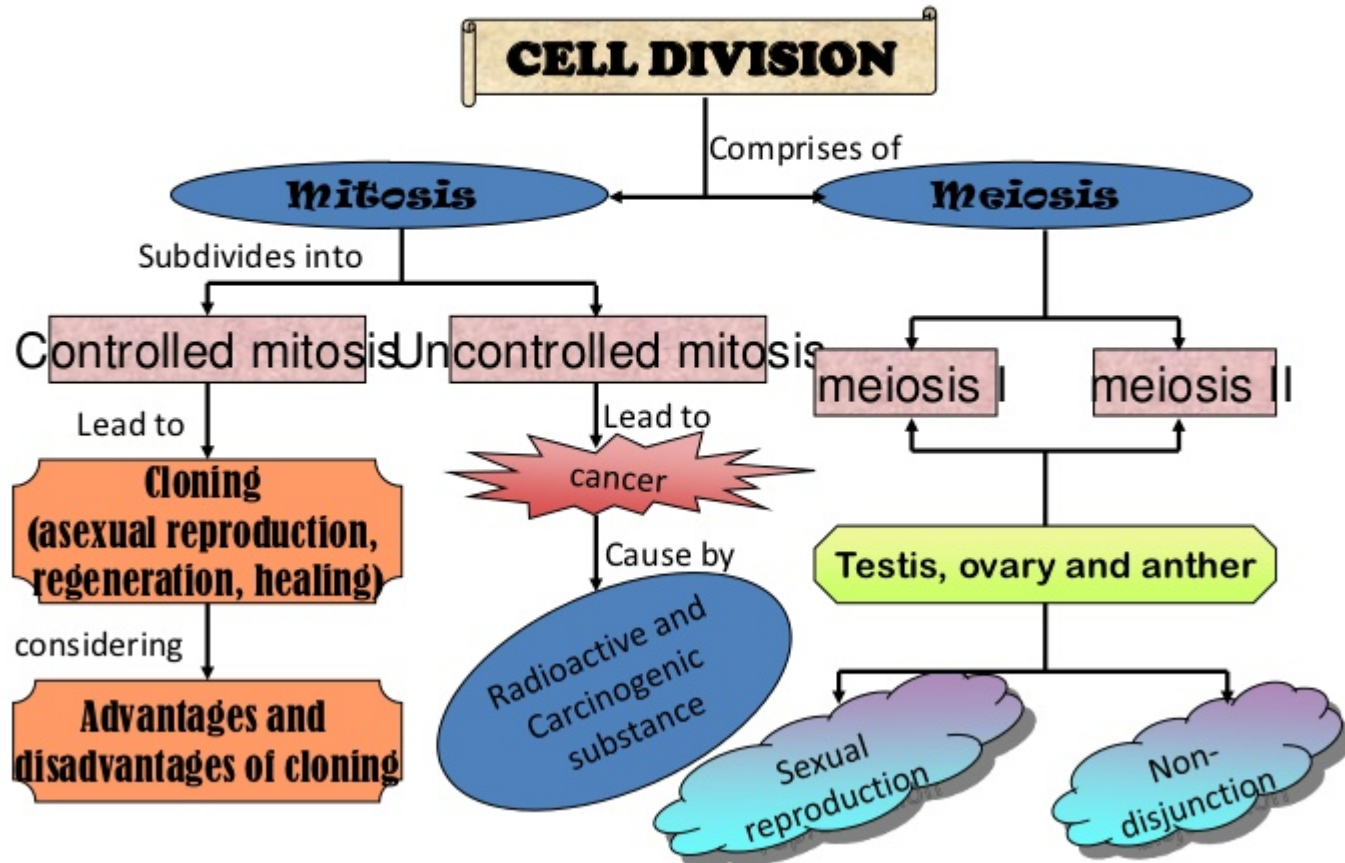 CELL DIVISION
Comprises of
Mitosis
Meiosis
Subdivides into
Controlled mitosis
Uncontrolled mitosis
meiosis I
meiosis II
Lead to
Lead to
Cloning
(asexual reproduction,
regeneration, healing)
cancer
Cause by
Testis, ovary and anther
considering
Radioactive and
Carcinogenic
substance
Advantages and
disadvantages of cloning
Sexual
reproduction
Non-
disjunction